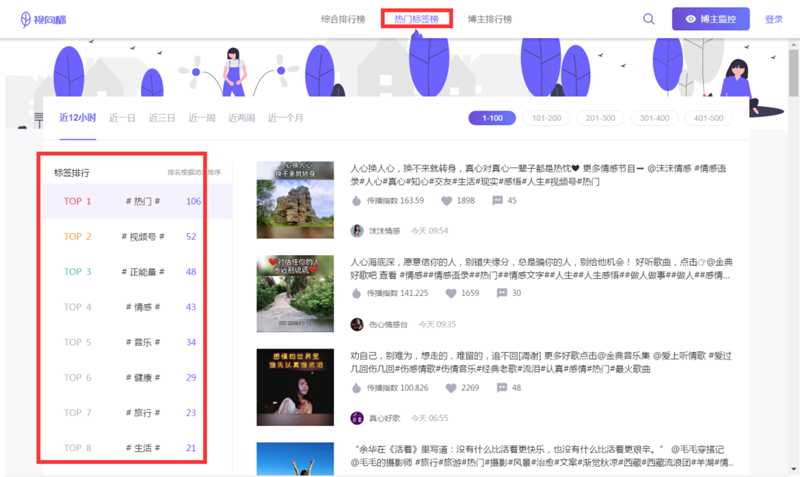 视向标
综合排行榜 热门标签榜 博主排行榜 博主监控 登录
近12小时 近一日 近三日 近一周 近两周 近一个月 1-100 101-200 201-300 301-400 401-500
标签排行
TOP 1 # 热门 # 106
TOP 2 # 视频号 # 52
TOP 3 # 正能量 # 48
TOP 4 # 情感 # 43
TOP 5 # 音乐 # 34
TOP 6 # 健康 # 29
TOP 7 # 旅行 # 23
TOP 8 # 生活 # 21
人心换人心
换不来就转身
人心换人心，换不来就转身，真心对真心一辈子都是热忱❤ 更多情感节目➡ @沫沫情感 #情感语
录#人心#真心#知心#交友#生活#现实#感悟#人生#视频号#热门
传播指数 163.59 1898 45
沫沫情感 今天 09:54
人心海底深，愿意信你的人，别错失缘分，总是骗你的人，别给他机会！ 好听歌曲，点击@金典
好歌吧 查看 #情感##情感语录##热门##情感文字##人生##人生感悟##做人做事##做人##感情...
传播指数 141.225 1659 30
伤心情感台 今天 09:35
劝自己，别难为，想走的，难留的，追不回[凋谢] 更多好歌点击@金典音乐集 @爱上听情歌 #爱过
几回伤几回#伤感情歌#伤情音乐#经典老歌#流泪#认真#感情#热门#最火歌曲
传播指数 100.826 2269 48
真心好歌 今天 06:55
“余华在《活着》里写道：没有什么比活着更快乐，也没有什么比活着更艰辛。” @毛毛穿搭记
@毛毛的摄影师 #旅行#旅游#热门#摄影#风景#治愈#文案#渐觉秋凉#西藏#西藏流浪团#羊湖#情...